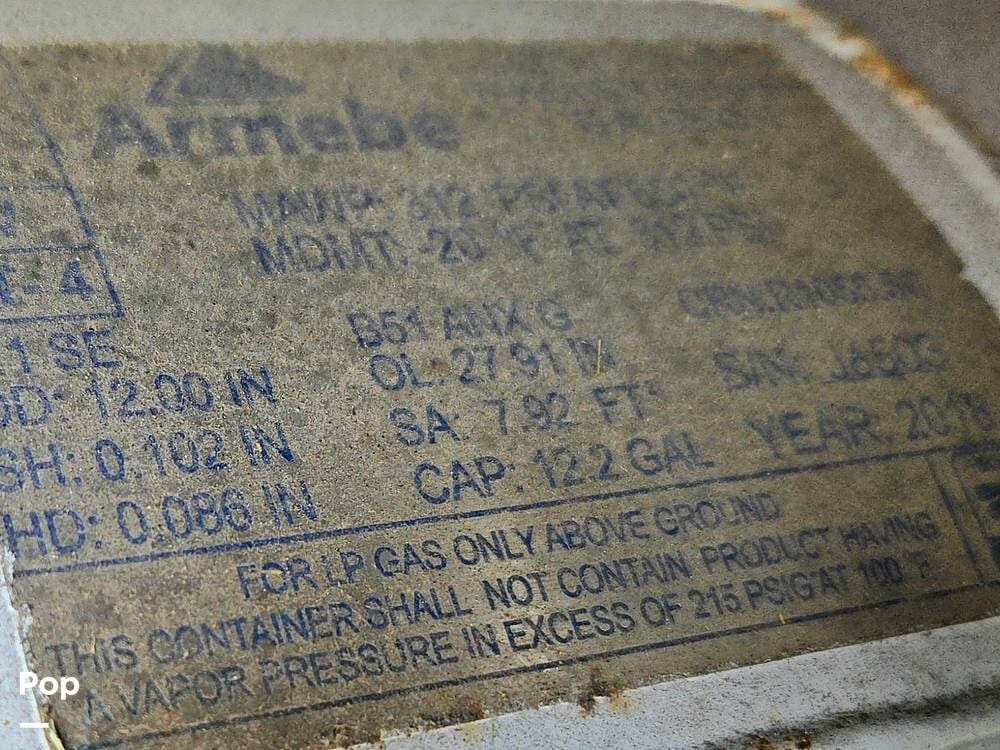 Armebe
MAWP: 312 PSI AT
MDMT: -20 °F AT 312 PSI
T-4
B51 ANX G
1 SE
OL: 27.91 IN
OD: 12.00 IN
SA: 7.92 FT²
S/N:
SH: 0.102 IN
CAP: 12.2 GAL
YEAR: 2018
HD: 0.086 IN
FOR LP GAS ONLY ABOVE GROUND
THIS CONTAINER SHALL NOT CONTAIN PRODUCT HAVING
A VAPOR PRESSURE IN EXCESS OF 215 PSIG AT 100 °F
Pop